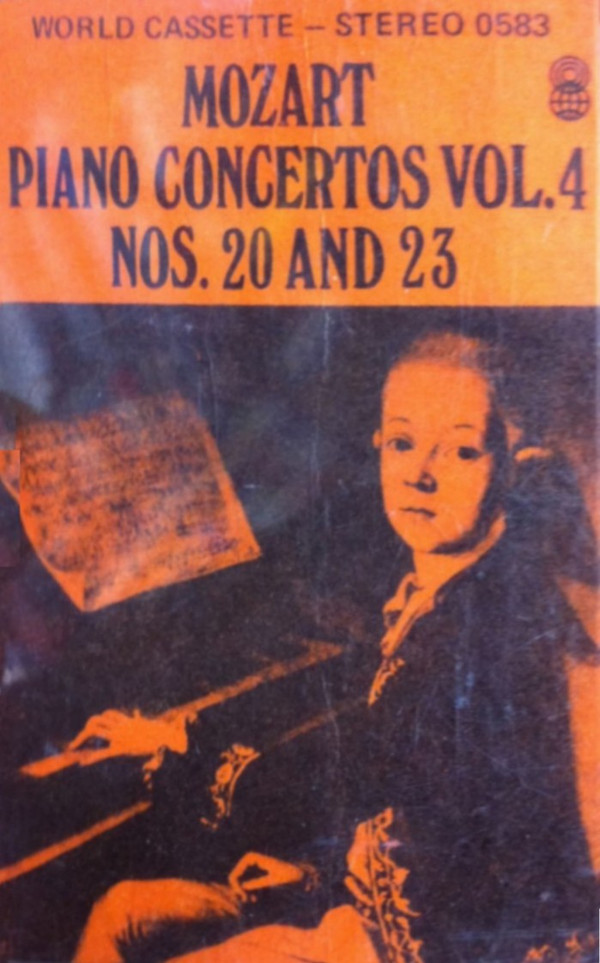 WORLD CASSETTE – STEREO 0583
MOZART
PIANO CONCERTOS VOL.4
NOS. 20 AND 23